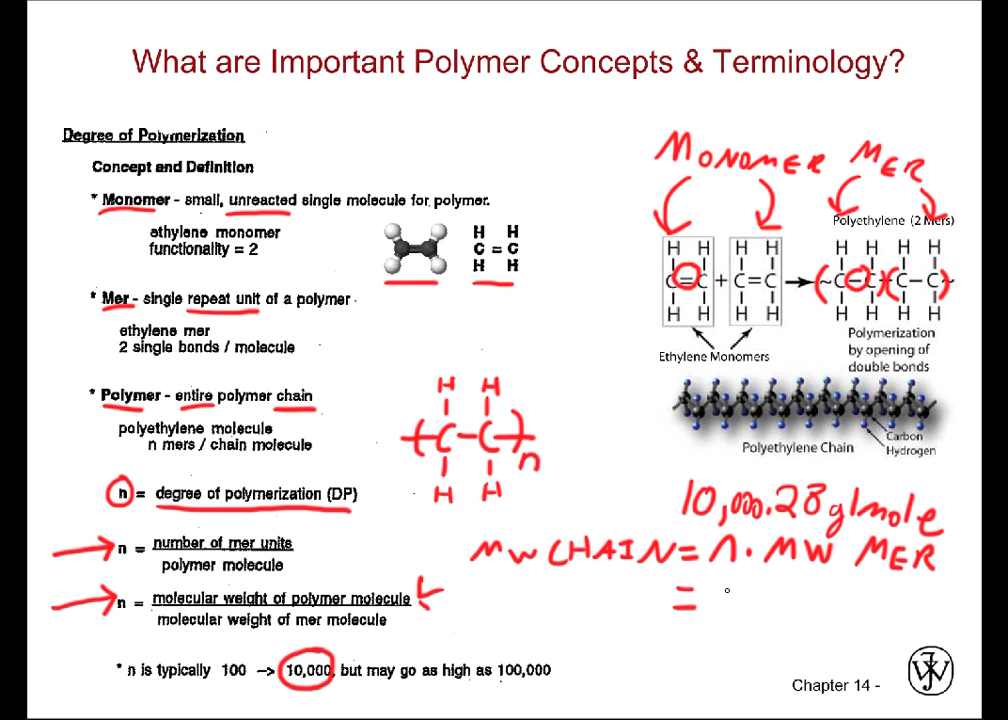 What are Important Polymer Concepts & Terminology?
Degree of Polymerization
Concept and Definition
* Monomer - small, unreacted single molecule for polymer.
ethylene monomer
functionality = 2
H H
C = C
H H
* Mer - single repeat unit of a polymer
ethylene mer
2 single bonds / molecule
* Polymer - entire polymer chain
polyethylene molecule
n mers / chain molecule
H H
C - C
n
H H
n = degree of polymerization (DP)
n = number of mer units
polymer molecule
n = molecular weight of polymer molecule
molecular weight of mer molecule
* n is typically 100 -> 10,000, but may go as high as 100,000
MONOMER MER
Polyethylene (2 Mers)
H H H H H H H H
C=C + C=C → ~C-C-C-C~
H H H H H H H H
Ethylene Monomers
Polymerization
by opening of
double bonds
Carbon
Hydrogen
Polyethylene Chain
10,000.28 g/mole
MW CHAIN = n. MW MER
=
Chapter 14 -